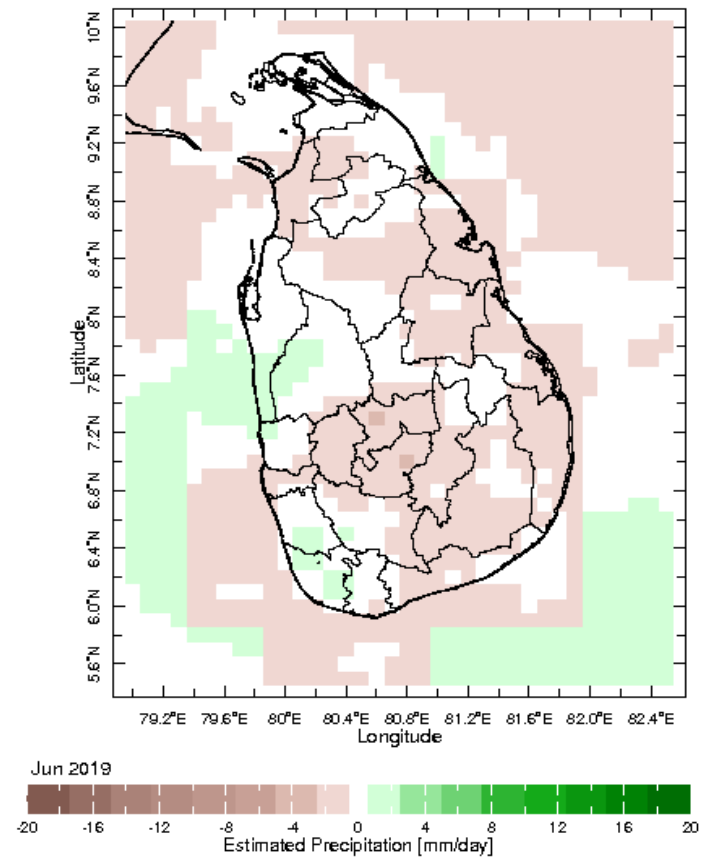 10°N
9.6°N
9.2°N
8.8°N
8.4°N
8°N
7.6°N
7.2°N
6.8°N
6.4°N
6.0°N
5.6°N
Latitude
79.2°E 79.6°E 80°E 80.4°E 80.8°E 81.2°E 81.6°E 82.0°E 82.4°E
Longitude
Jun 2019
-20 -16 -12 -8 -4 0 4 8 12 16 20
Estimated Precipitation [mm/day]